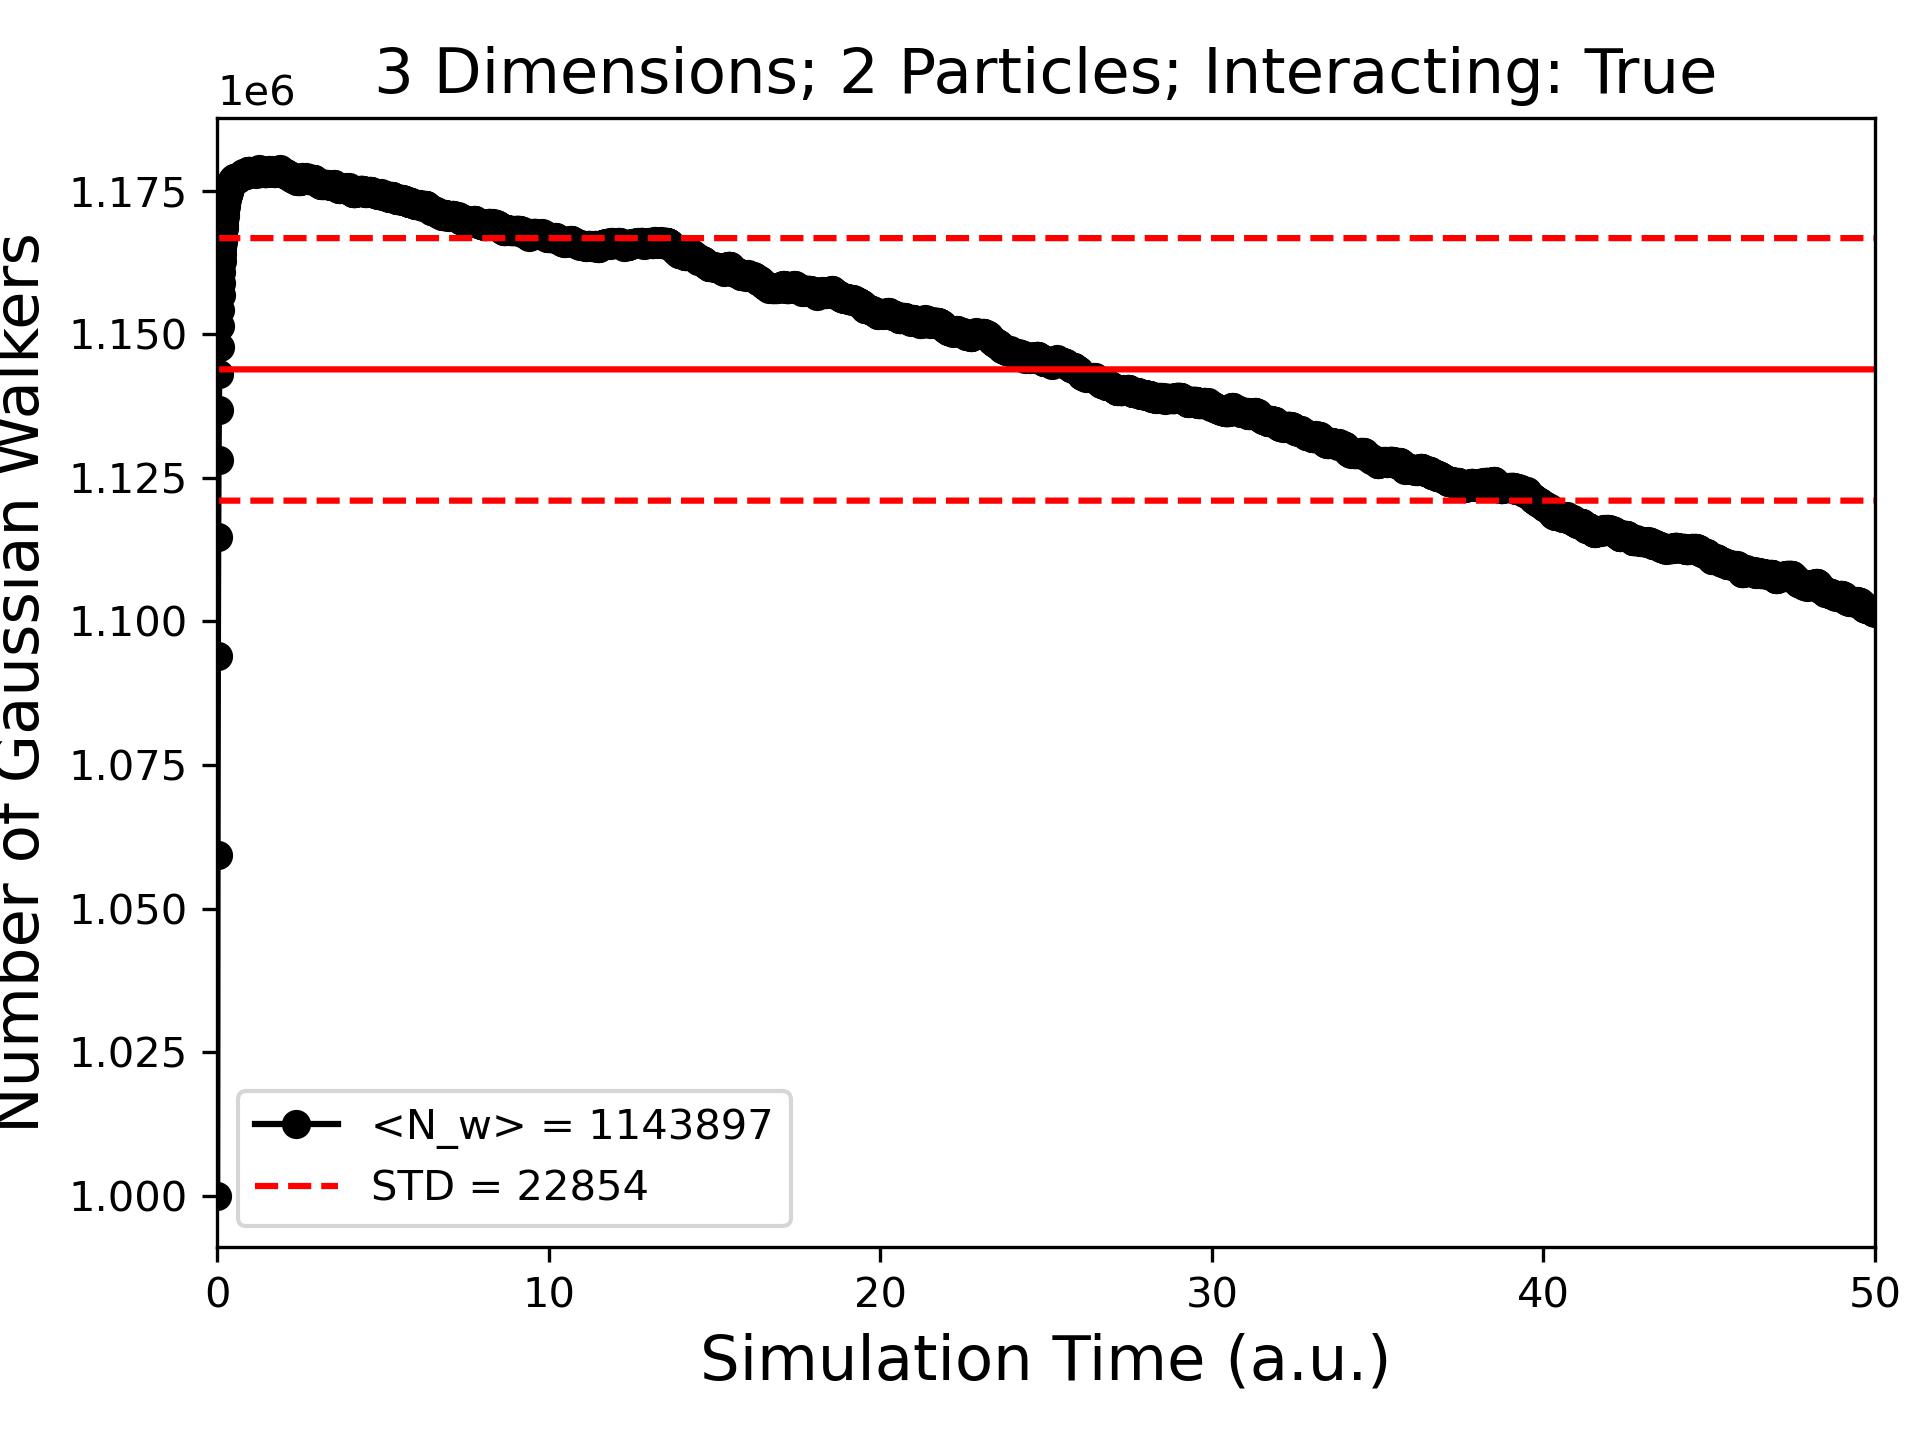 3 Dimensions; 2 Particles; Interacting: True
1e6
Number of Gaussian Walkers
1.175
1.150
1.125
1.100
1.075
1.050
1.025
1.000
<N_w> = 1143897
STD = 22854
0 10 20 30 40 50
Simulation Time (a.u.)